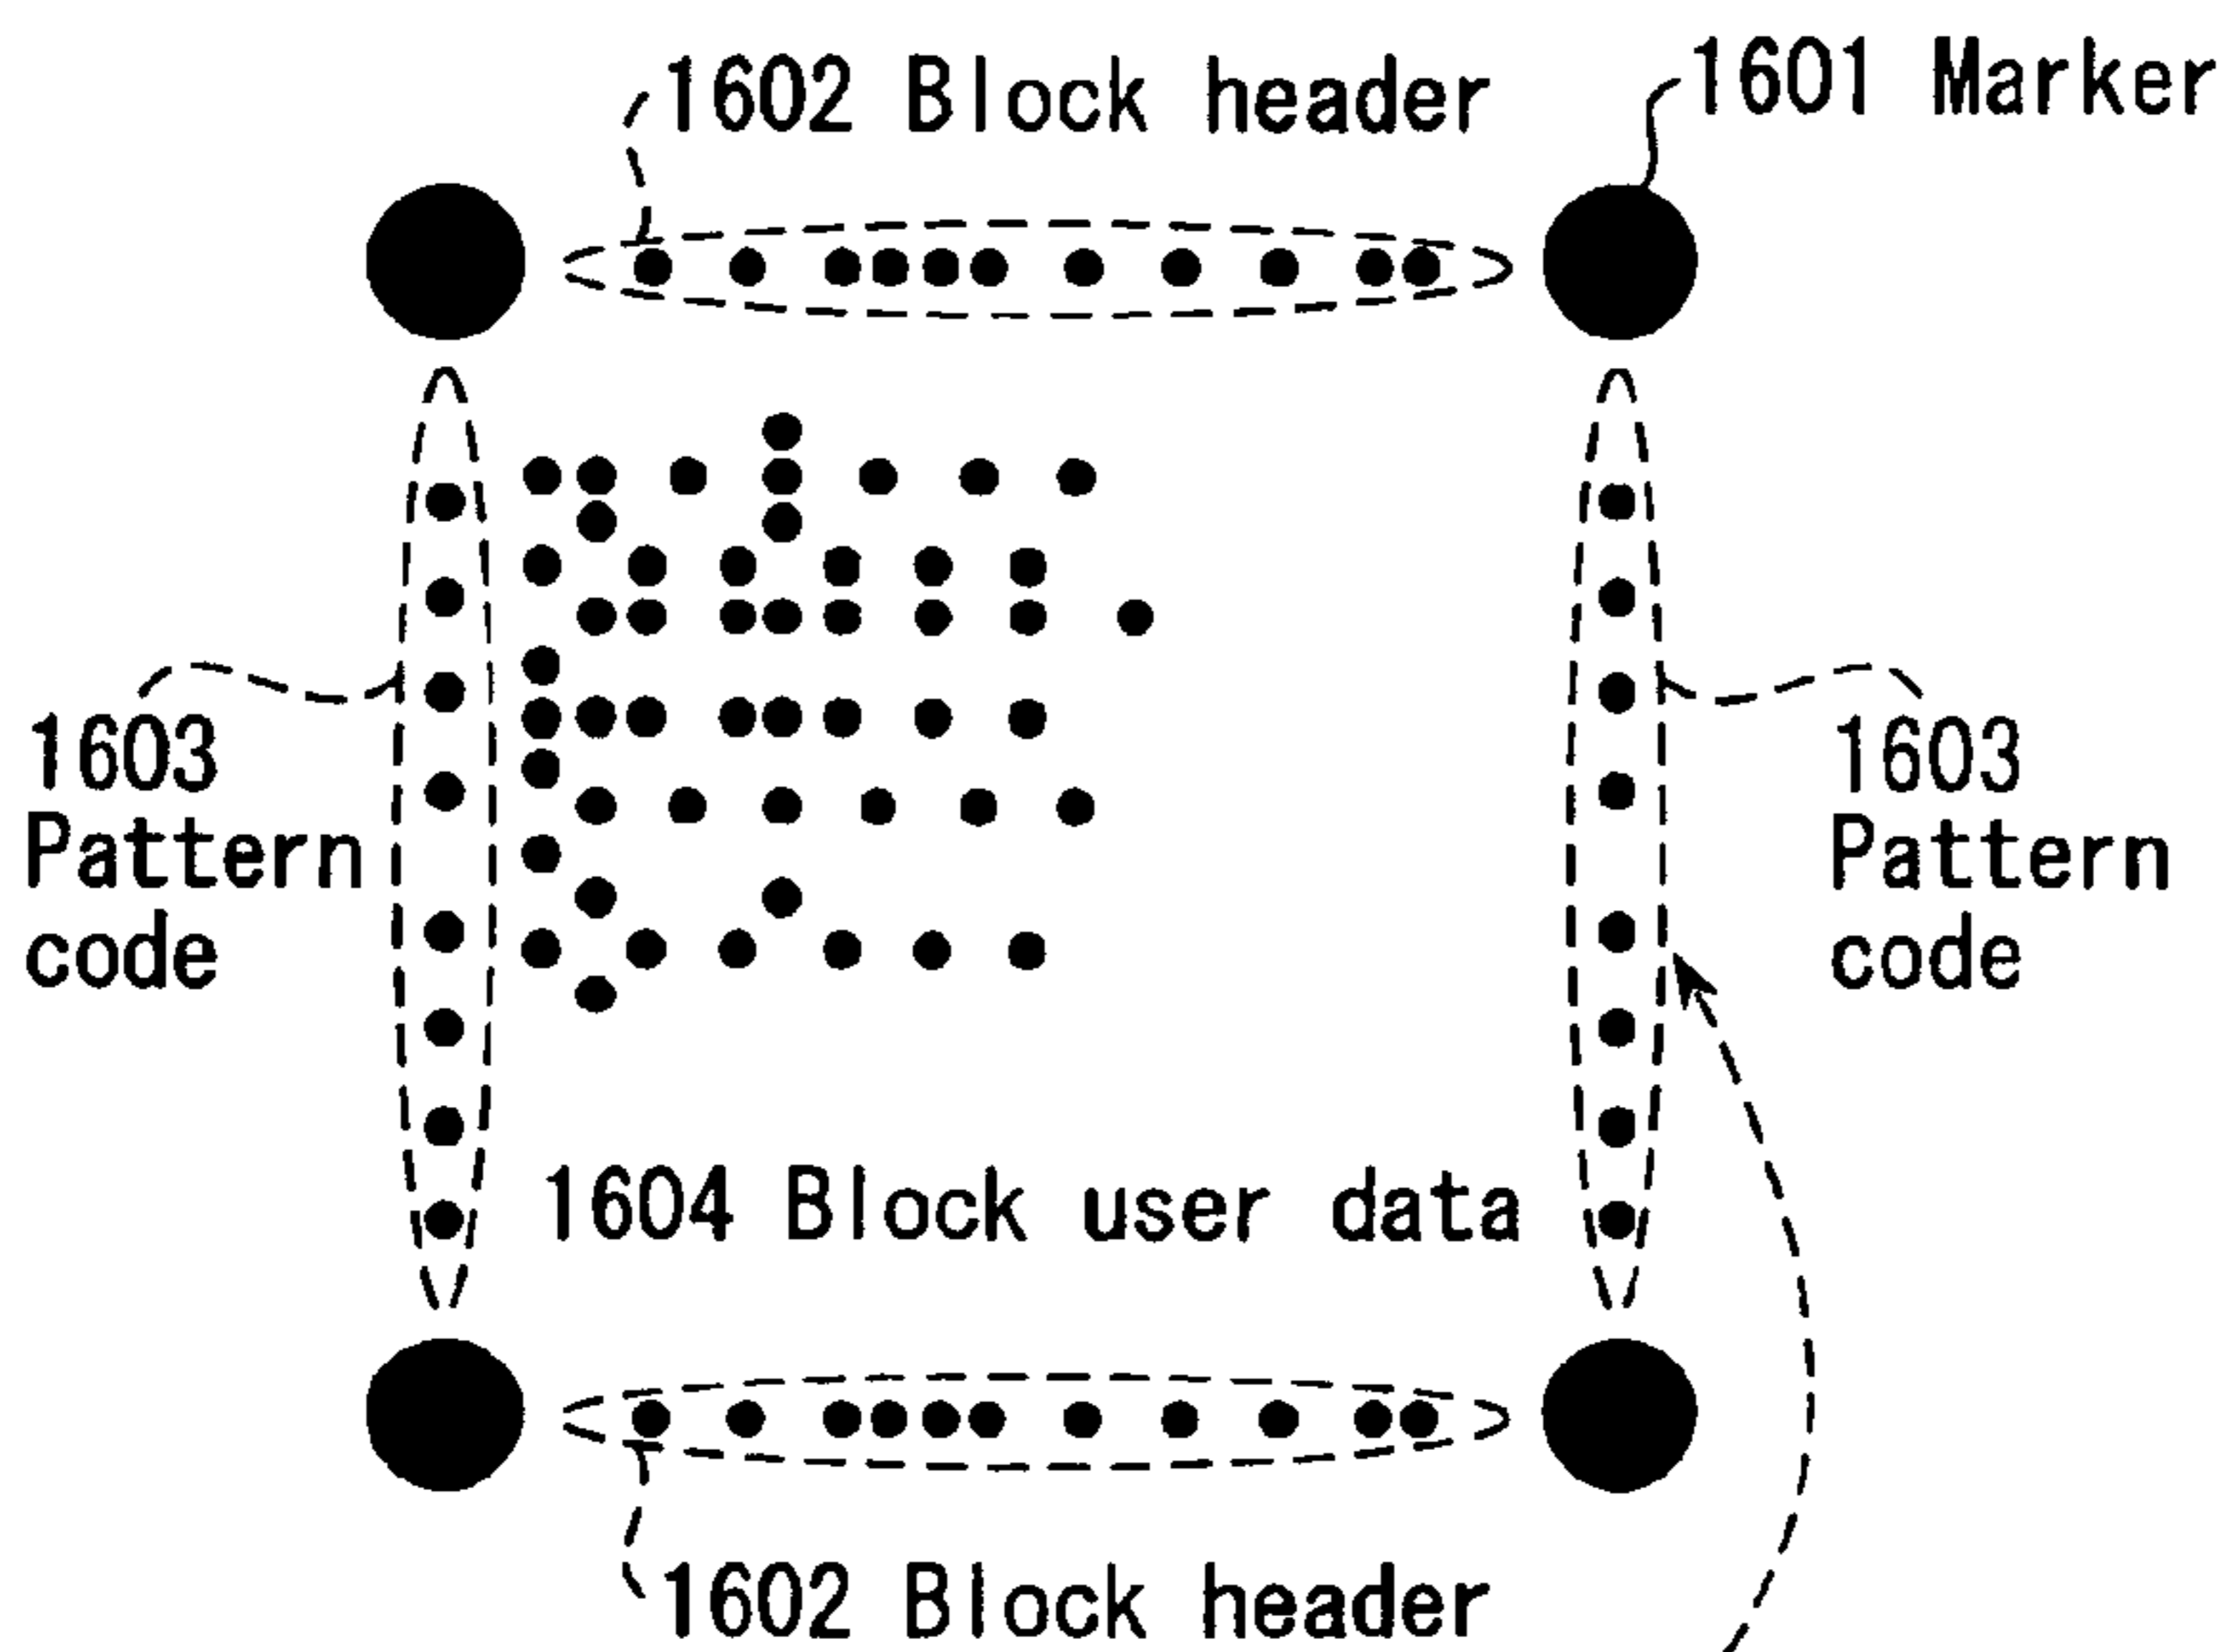 1602 Block header
1601 Marker
1603
Pattern
code
1603
Pattern
code
1604 Block user data
1602 Block header